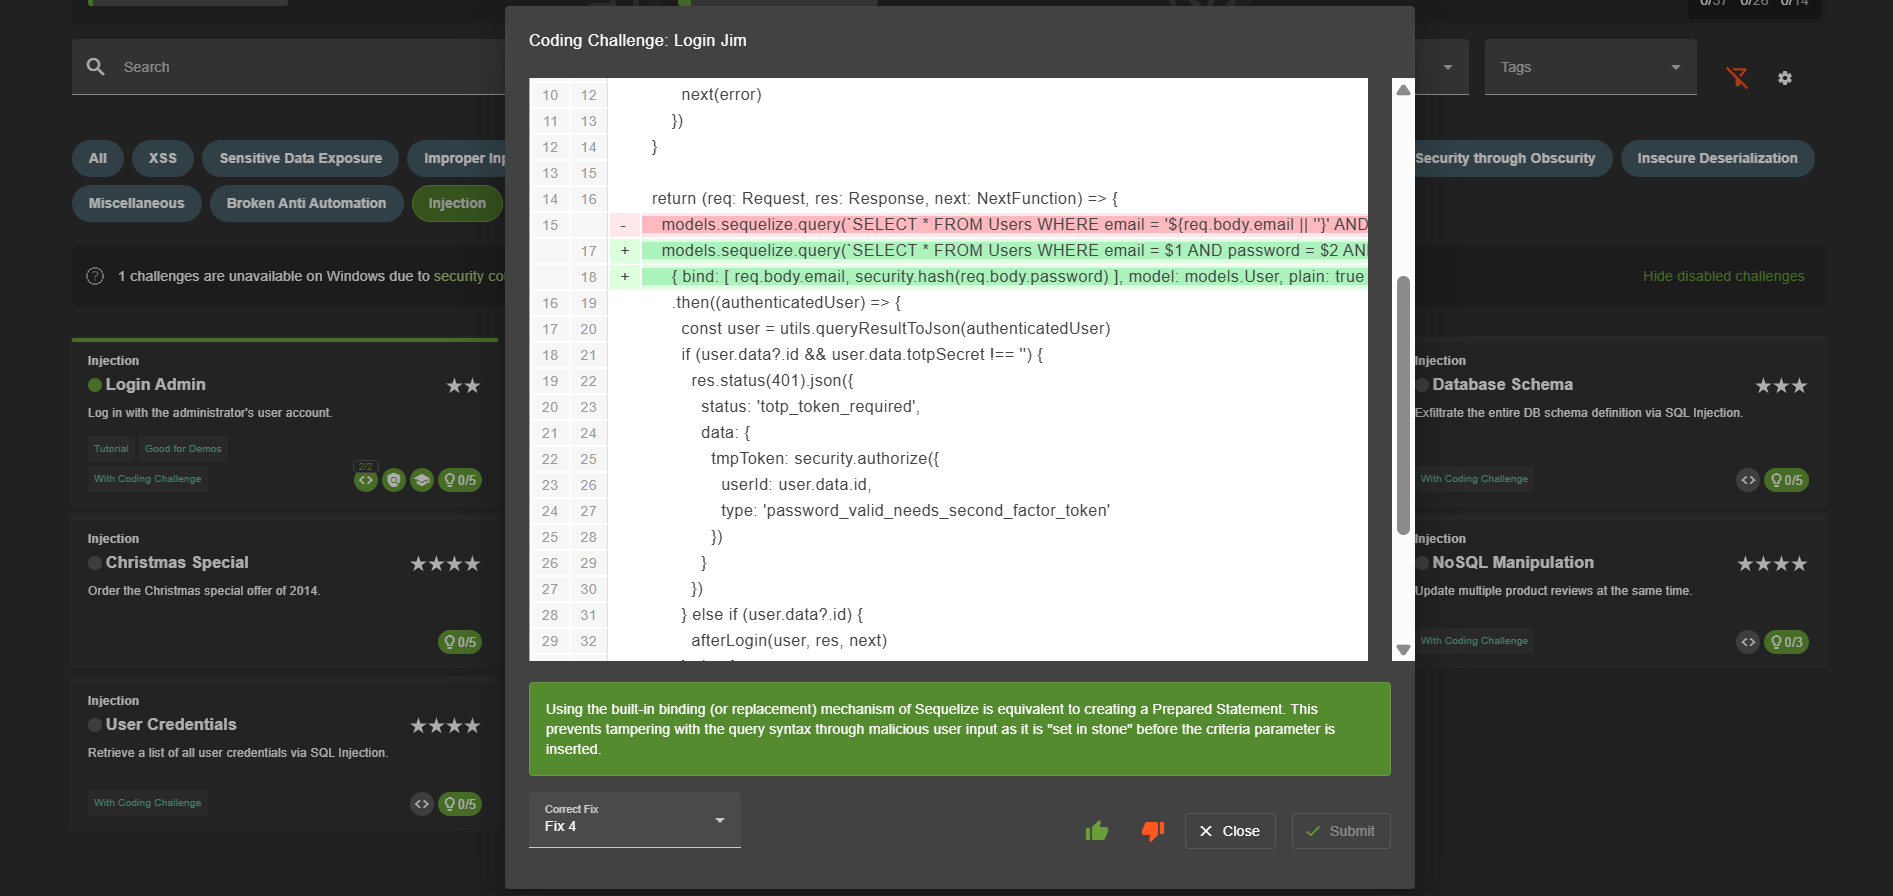 0/37 0/26 0/14
Coding Challenge: Login Jim
Search
Tags
All
XSS
Sensitive Data Exposure
Improper Inp
Security through Obscurity
Insecure Deserialization
Miscellaneous
Broken Anti Automation
Injection
1 challenges are unavailable on Windows due to security co
Hide disabled challenges
10 12 next(error)
11 13 })
12 14 }
13 15
14 16 return (req: Request, res: Response, next: NextFunction) => {
15 - models.sequelize.query(`SELECT * FROM Users WHERE email = '${req.body.email || ''}' AND
17 + models.sequelize.query(`SELECT * FROM Users WHERE email = $1 AND password = $2 AN
18 + { bind: [ req.body.email, security.hash(req.body.password) ], model: models.User, plain: true
16 19 .then((authenticatedUser) => {
17 20 const user = utils.queryResultToJson(authenticatedUser)
18 21 if (user.data?.id && user.data.totpSecret !== '') {
19 22 res.status(401).json({
20 23 status: 'totp_token_required',
21 24 data: {
22 25 tmpToken: security.authorize({
23 26 userId: user.data.id,
24 27 type: 'password_valid_needs_second_factor_token'
25 28 })
26 29 }
27 30 })
28 31 } else if (user.data?.id) {
29 32 afterLogin(user, res, next)
Using the built-in binding (or replacement) mechanism of Sequelize is equivalent to creating a Prepared Statement. This
prevents tampering with the query syntax through malicious user input as it is "set in stone" before the criteria parameter is
inserted.
Correct Fix
Fix 4
Close
Submit
Injection
Login Admin
Log in with the administrator's user account.
Tutorial
Good for Demos
With Coding Challenge
2/2
<>
0/5
Injection
Christmas Special
Order the Christmas special offer of 2014.
0/5
Injection
User Credentials
Retrieve a list of all user credentials via SQL Injection.
With Coding Challenge
<>
0/5
Injection
Database Schema
Exfiltrate the entire DB schema definition via SQL Injection.
With Coding Challenge
<>
0/5
Injection
NoSQL Manipulation
Update multiple product reviews at the same time.
With Coding Challenge
<>
0/3